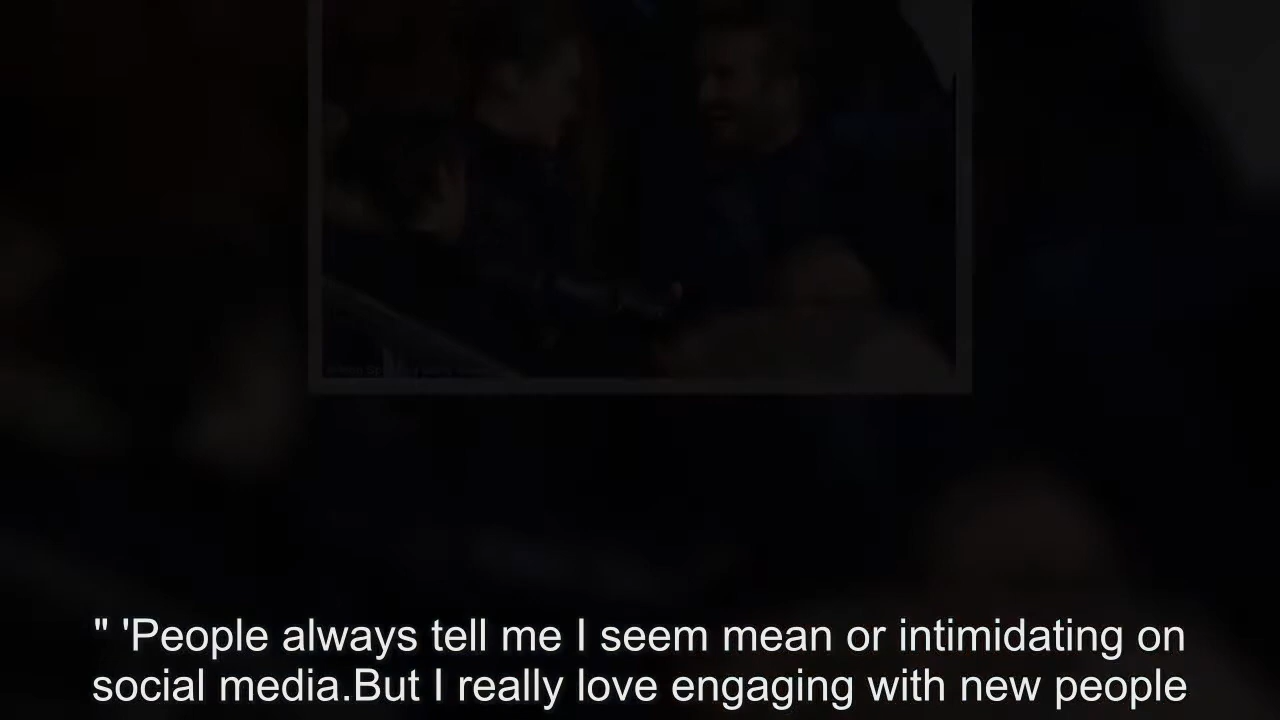 " 'People always tell me I seem mean or intimidating on
social media.But I really love engaging with new people